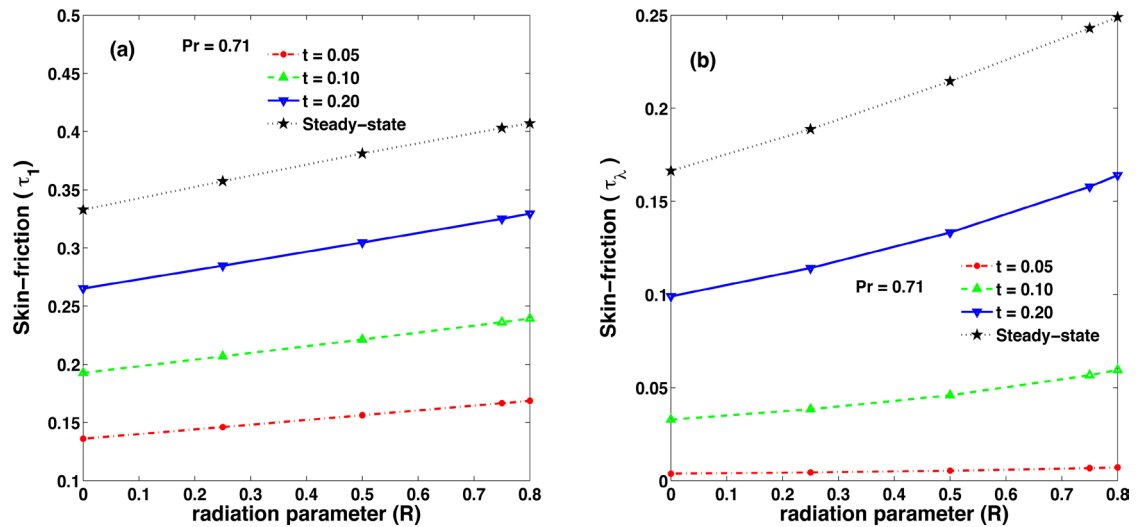 (a)
Pr = 0.71
t = 0.05
t = 0.10
t = 0.20
Steady−state
0.5
0.45
0.4
0.35
0.3
0.25
0.2
0.15
0.1
Skin−friction ( τ1)
0 0.1 0.2 0.3 0.4 0.5 0.6 0.7 0.8
radiation parameter (R)
(b)
Pr = 0.71
t = 0.05
t = 0.10
t = 0.20
Steady−state
0.25
0.2
0.15
0.1
0.05
0
Skin−friction ( τλ)
0 0.1 0.2 0.3 0.4 0.5 0.6 0.7 0.8
radiation parameter (R)